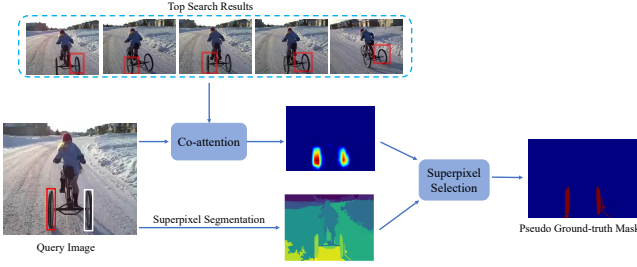 Top Search Results
Co-attention
Superpixel
Selection
Superpixel Segmentation
Query Image
Pseudo Ground-truth Mask